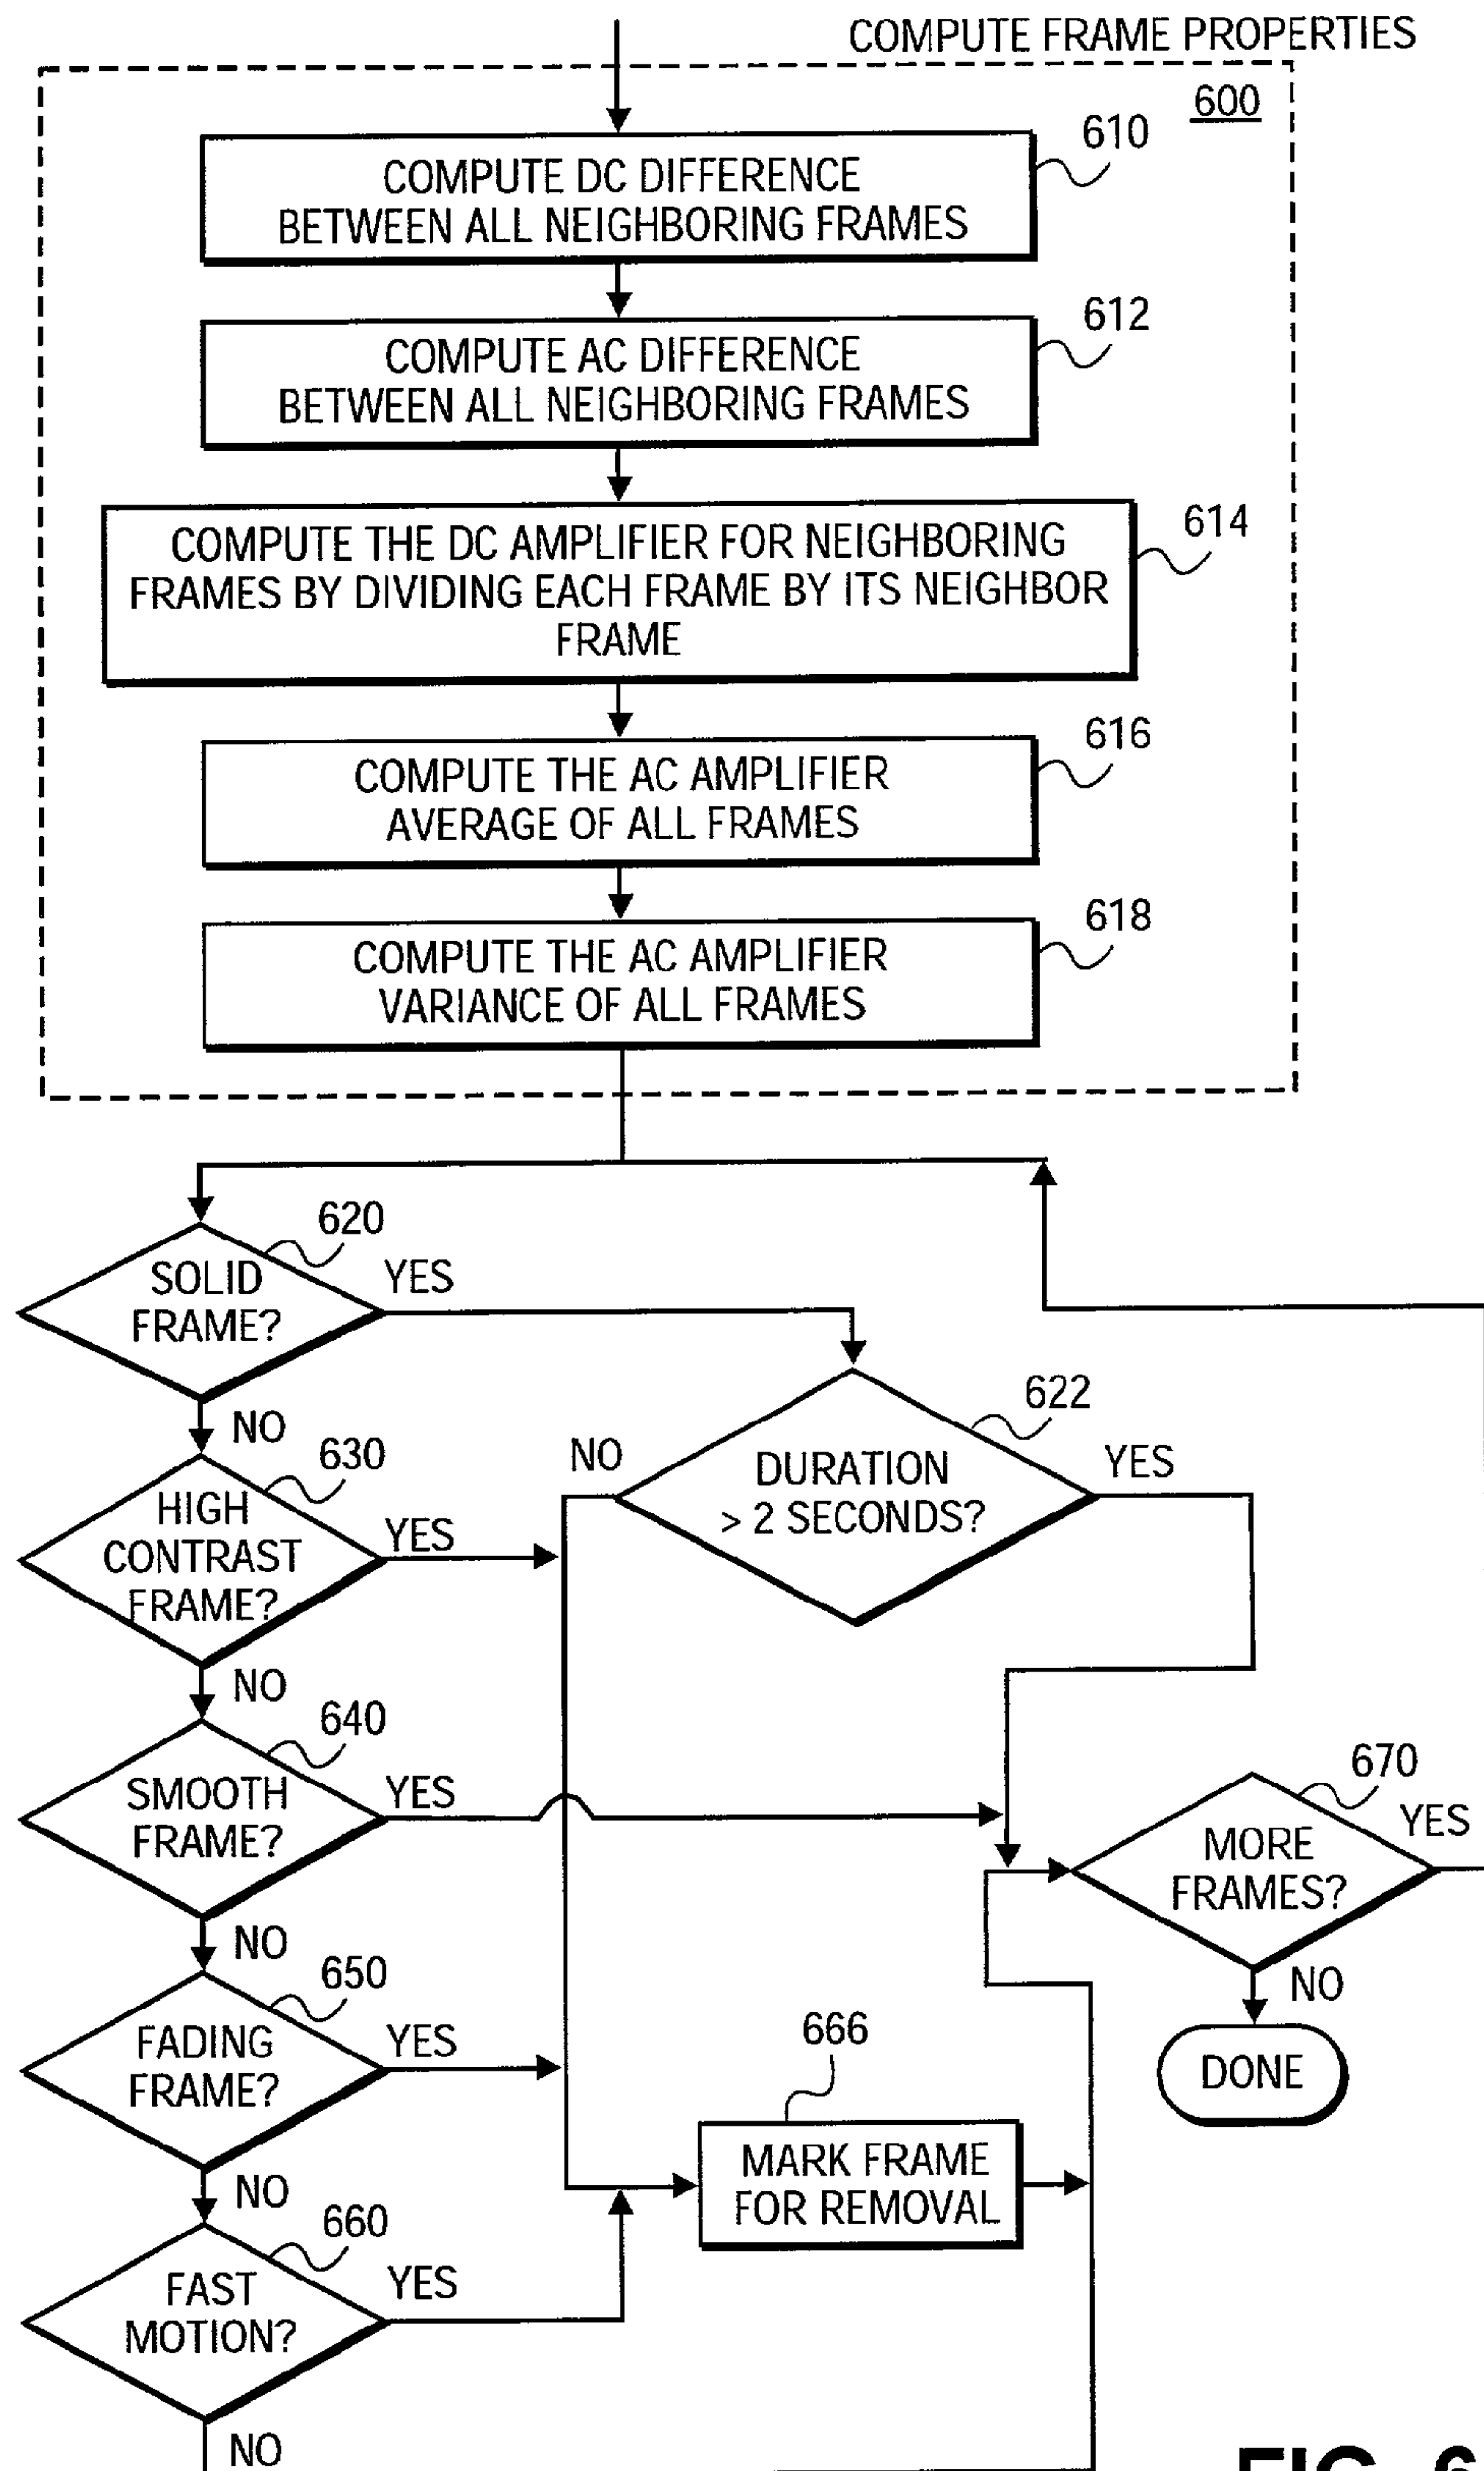 COMPUTE FRAME PROPERTIES
600
610
COMPUTE DC DIFFERENCE
BETWEEN ALL NEIGHBORING FRAMES
612
COMPUTE AC DIFFERENCE
BETWEEN ALL NEIGHBORING FRAMES
614
COMPUTE THE DC AMPLIFIER FOR NEIGHBORING
FRAMES BY DIVIDING EACH FRAME BY ITS NEIGHBOR
FRAME
616
COMPUTE THE AC AMPLIFIER
AVERAGE OF ALL FRAMES
618
COMPUTE THE AC AMPLIFIER
VARIANCE OF ALL FRAMES
620
SOLID
FRAME?
YES
NO
622
DURATION
> 2 SECONDS?
NO
YES
630
HIGH
CONTRAST
FRAME?
YES
NO
640
SMOOTH
FRAME?
YES
NO
670
MORE
FRAMES?
YES
NO
DONE
650
FADING
FRAME?
YES
NO
666
MARK FRAME
FOR REMOVAL
660
FAST
MOTION?
YES
NO
FIG. 6